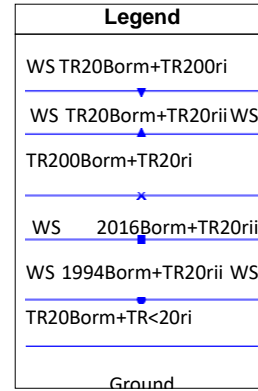 Legend
WS TR20Borm+TR200ri
WS TR20Borm+TR20rii WS
TR200Borm+TR20ri
WS 2016Borm+TR20rii
WS 1994Borm+TR20rii WS
TR20Borm+TR<20ri
Ground